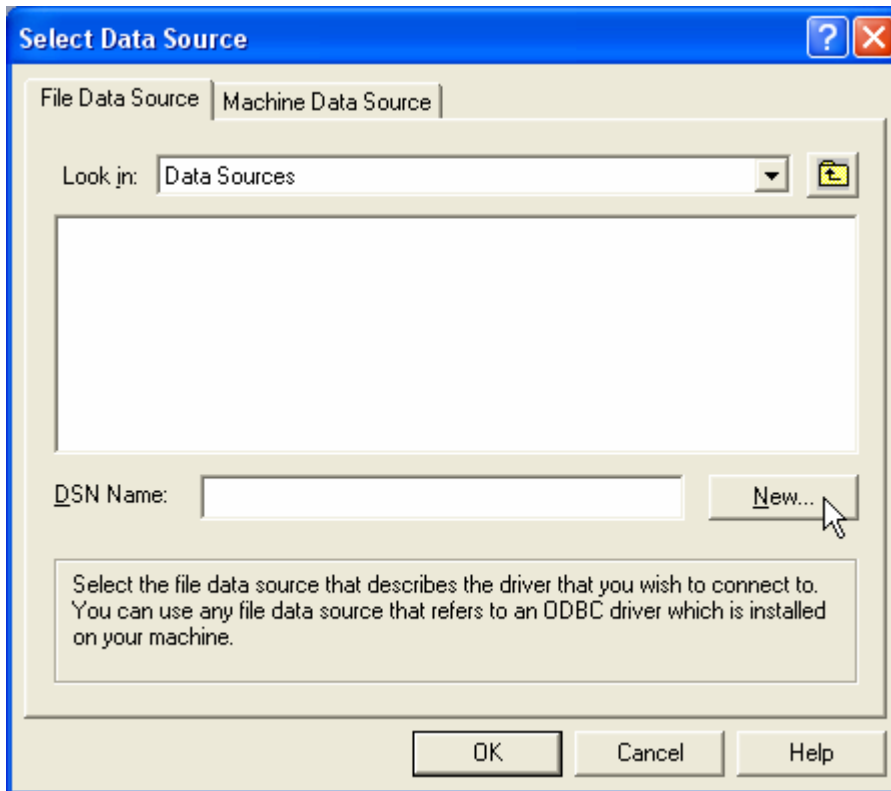 Select Data Source
File Data Source
Machine Data Source
Look in:
Data Sources
DSN Name:
New...
Select the file data source that describes the driver that you wish to connect to.
You can use any file data source that refers to an ODBC driver which is installed
on your machine.
OK
Cancel
Help